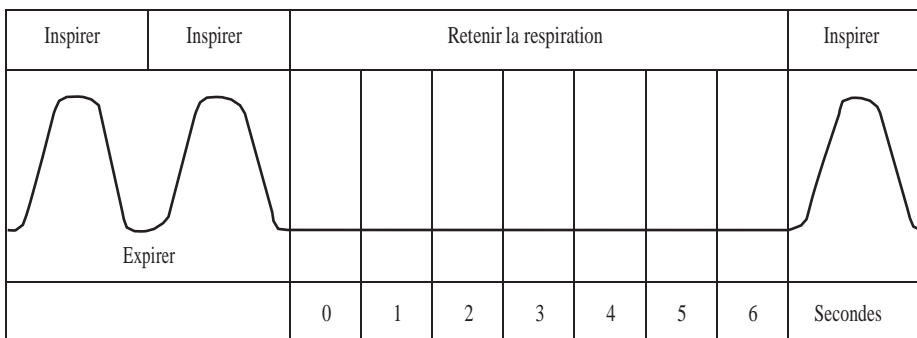 Inspirer Inspirer Retenir la respiration Inspirer
Expirer
0 1 2 3 4 5 6 Secondes